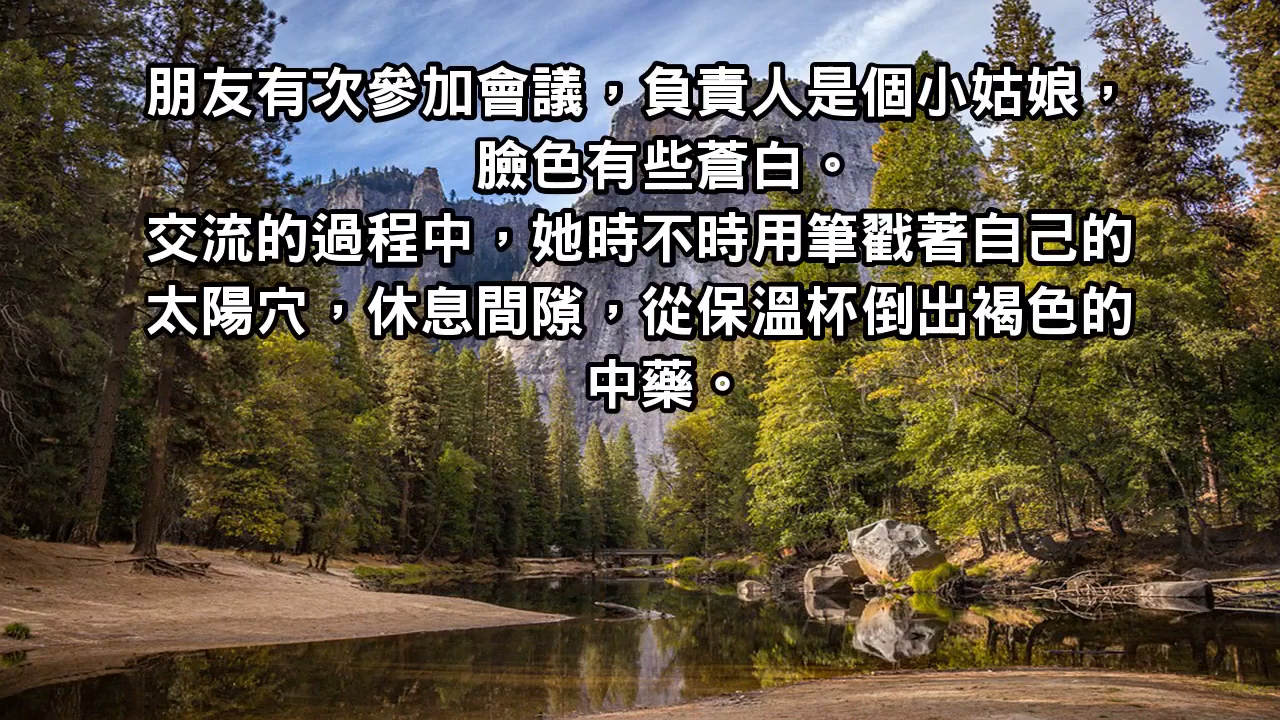 朋友有次參加會議，負責人是個小姑娘，
臉色有些蒼白。
交流的過程中，她時不時用筆戳著自己的
太陽穴，休息間隙，從保溫杯倒出褐色的
中藥。